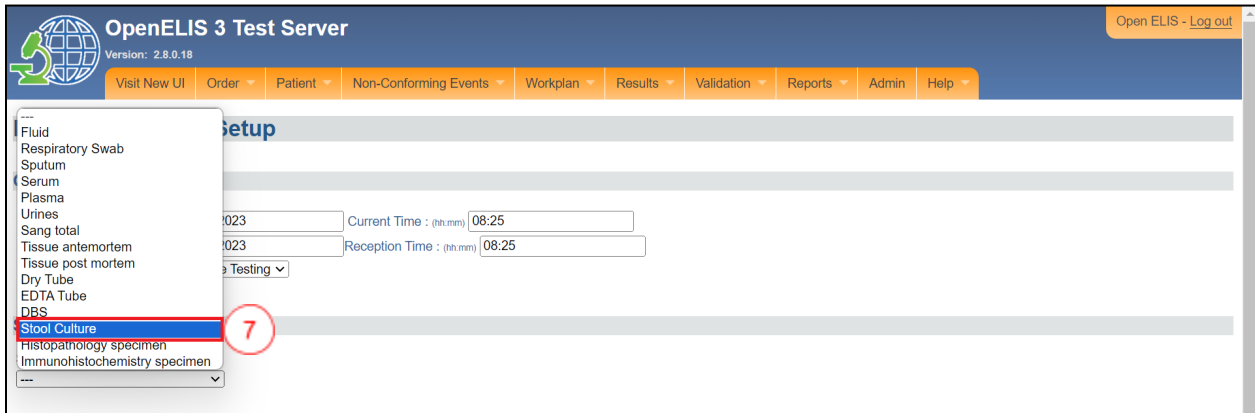 OpenELIS 3 Test Server
Open ELIS - Log out
Version: 2.8.0.18
Visit New UI Order Patient Non-Conforming Events Workplan Results Validation Reports Admin Help
Setup
---
Fluid
Respiratory Swab
Sputum
Serum
Plasma
Urines
Sang total
Tissue antemortem
Tissue post mortem
Dry Tube
EDTA Tube
DBS
Stool Culture
Histopathology specimen
Immunohistochemistry specimen
2023 Current Time : (hh:mm) 08:25
2023 Reception Time : (hh:mm) 08:25
Testing
7
---